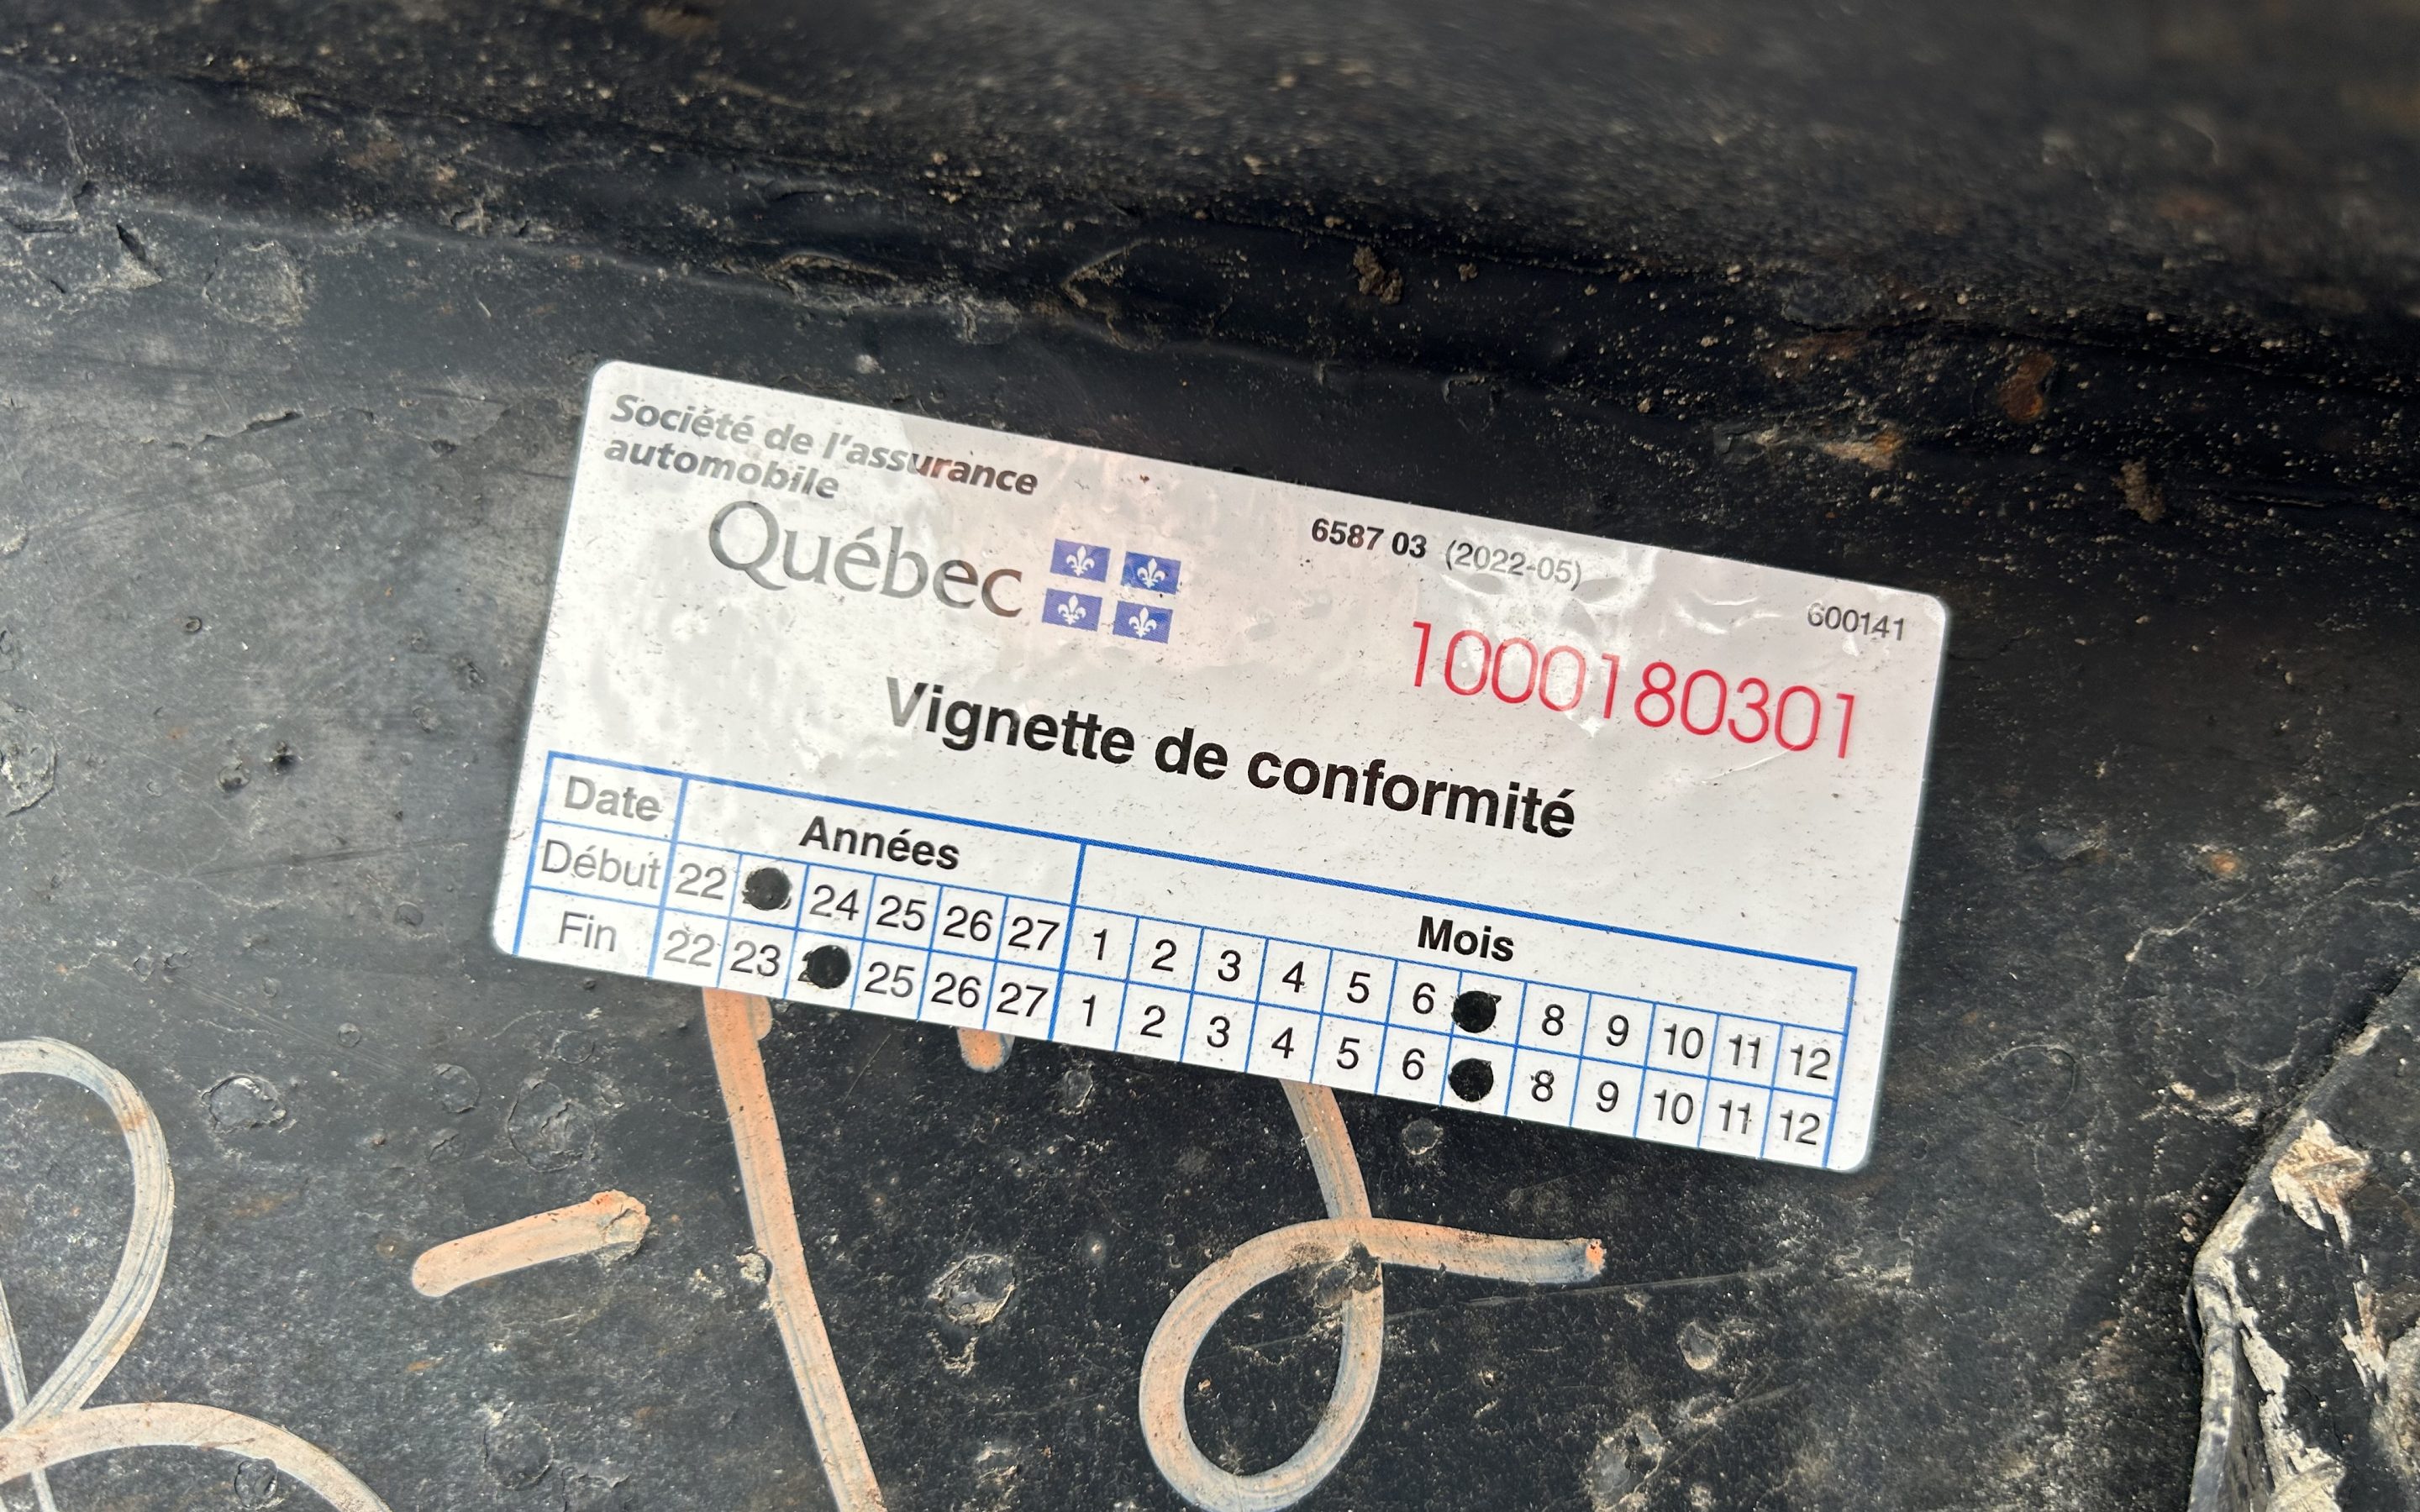 Société de l'assurance
automobile
Québec
6587 03 (2022-05)
600141
1000180301
Vignette de conformité
Date Années Mois
Début 22 24 25 26 27 1 2 3 4 5 6 8 9 10 11 12
Fin 22 23 25 26 27 1 2 3 4 5 6 8 9 10 11 12